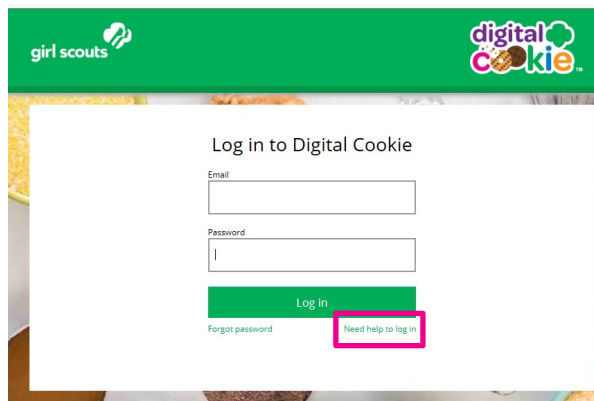 girl scouts
digital
cookie™
Log in to Digital Cookie
Email
Password
Log in
Forgot password Need help to log in